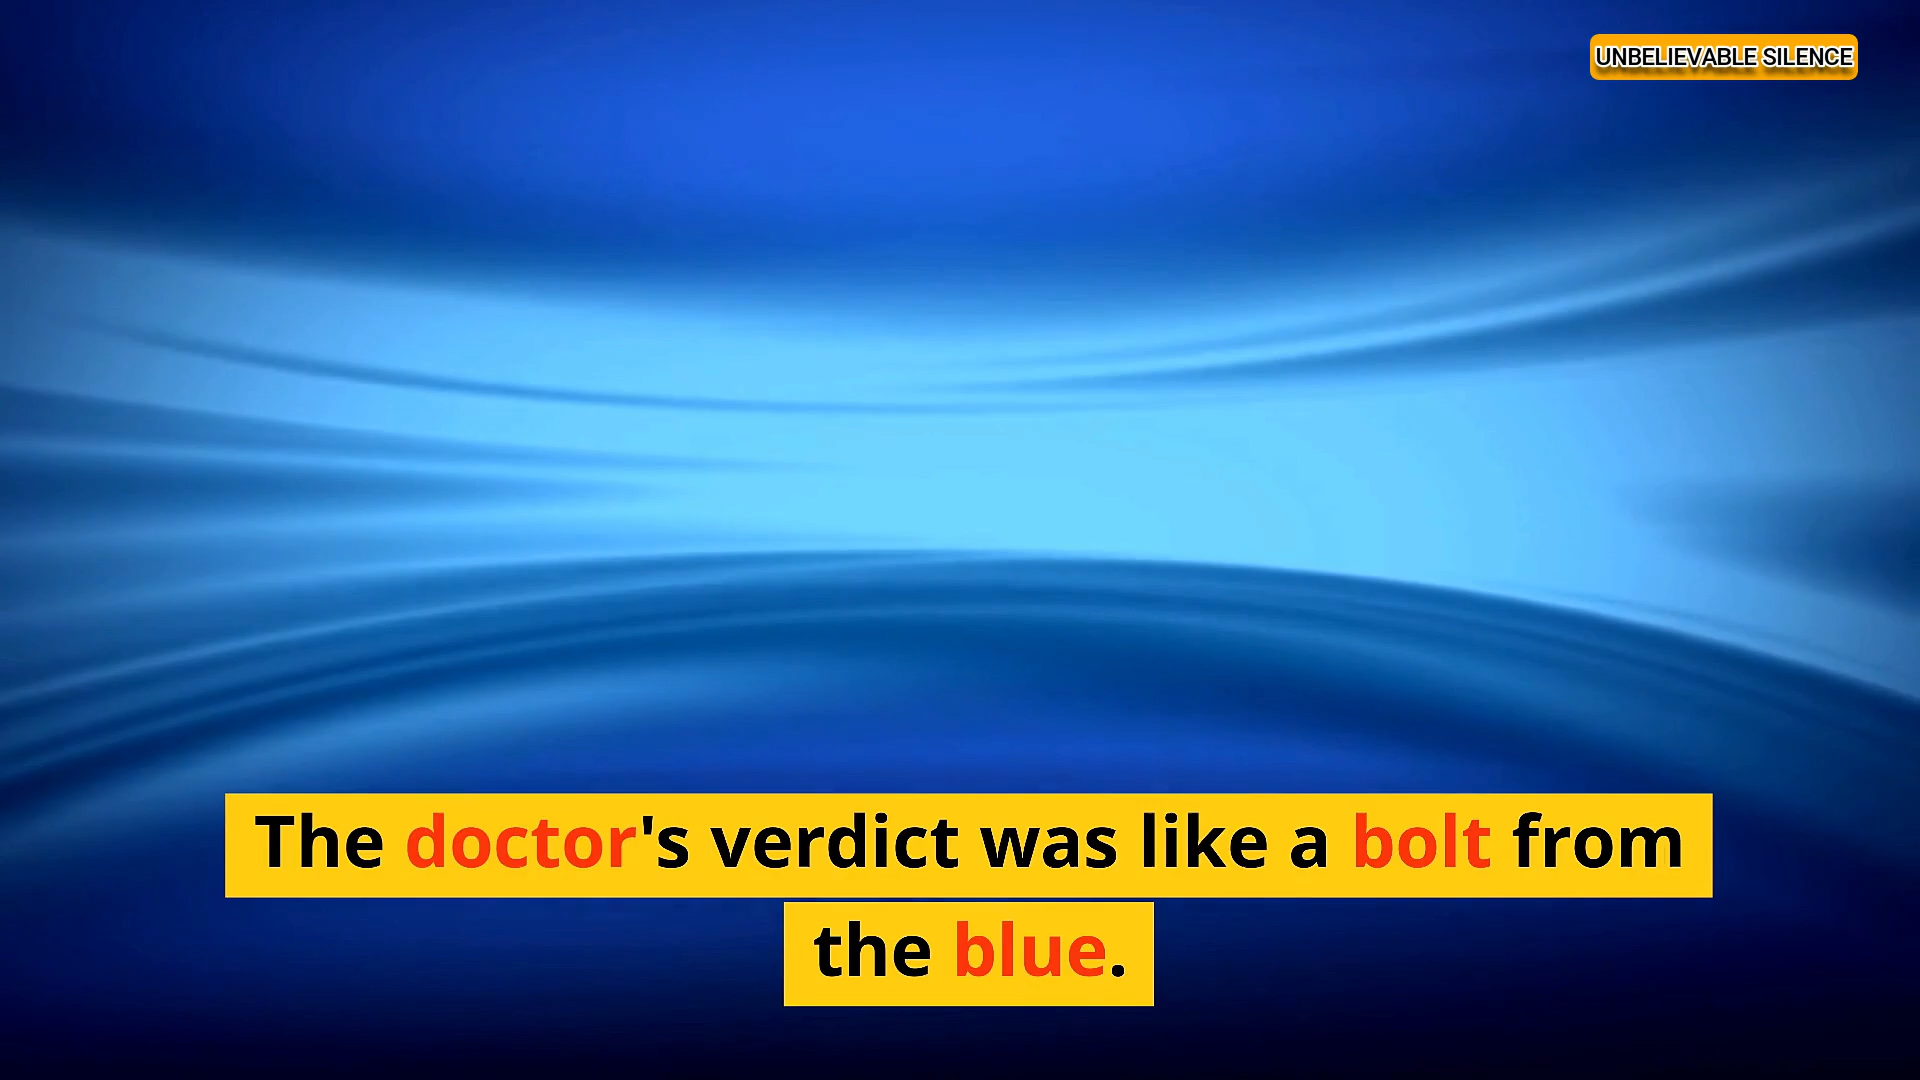 UNBELIEVABLE SILENCE
The doctor's verdict was like a bolt from
the blue.